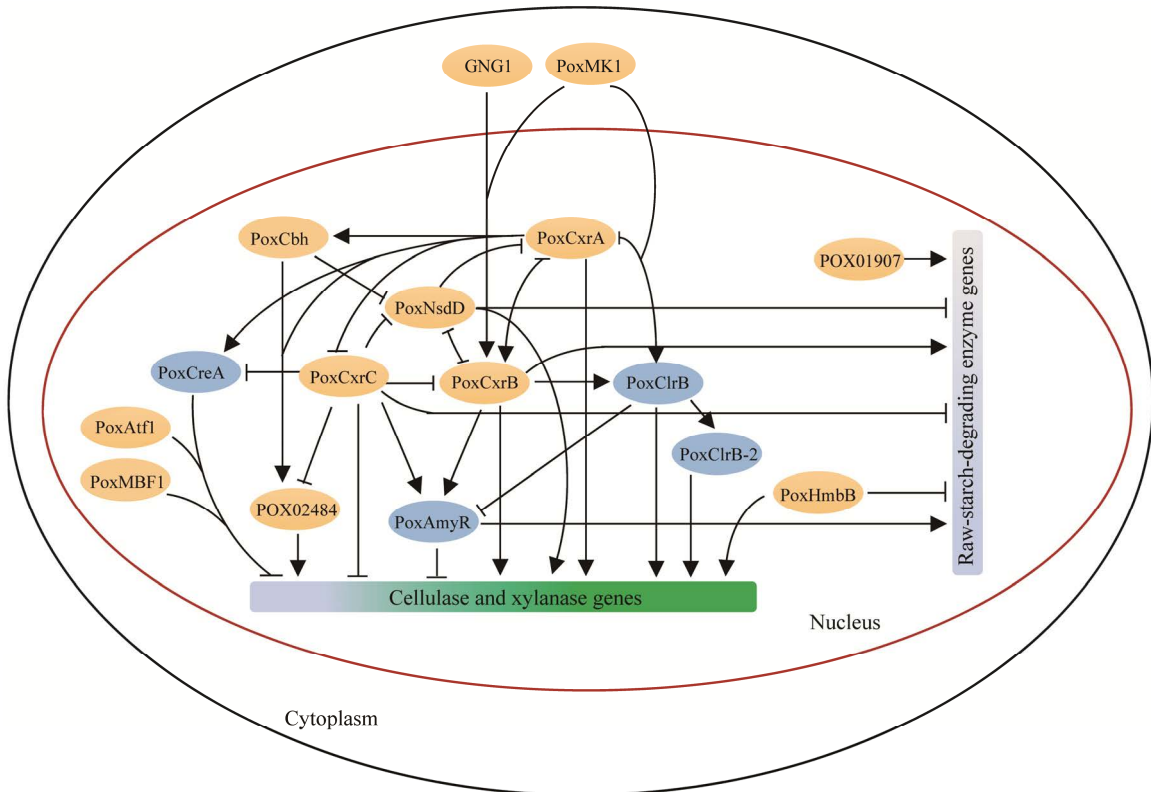 GNG1
PoxMK1
PoxCbh
PoxCxrA
POX01907
PoxNsdD
PoxCreA
PoxCxrC
PoxCxrB
PoxClrB
PoxAtf1
PoxClrB-2
PoxMBF1
PoxHmbB
POX02484
PoxAmyR
Raw-starch-degrading enzyme genes
Cellulase and xylanase genes
Nucleus
Cytoplasm